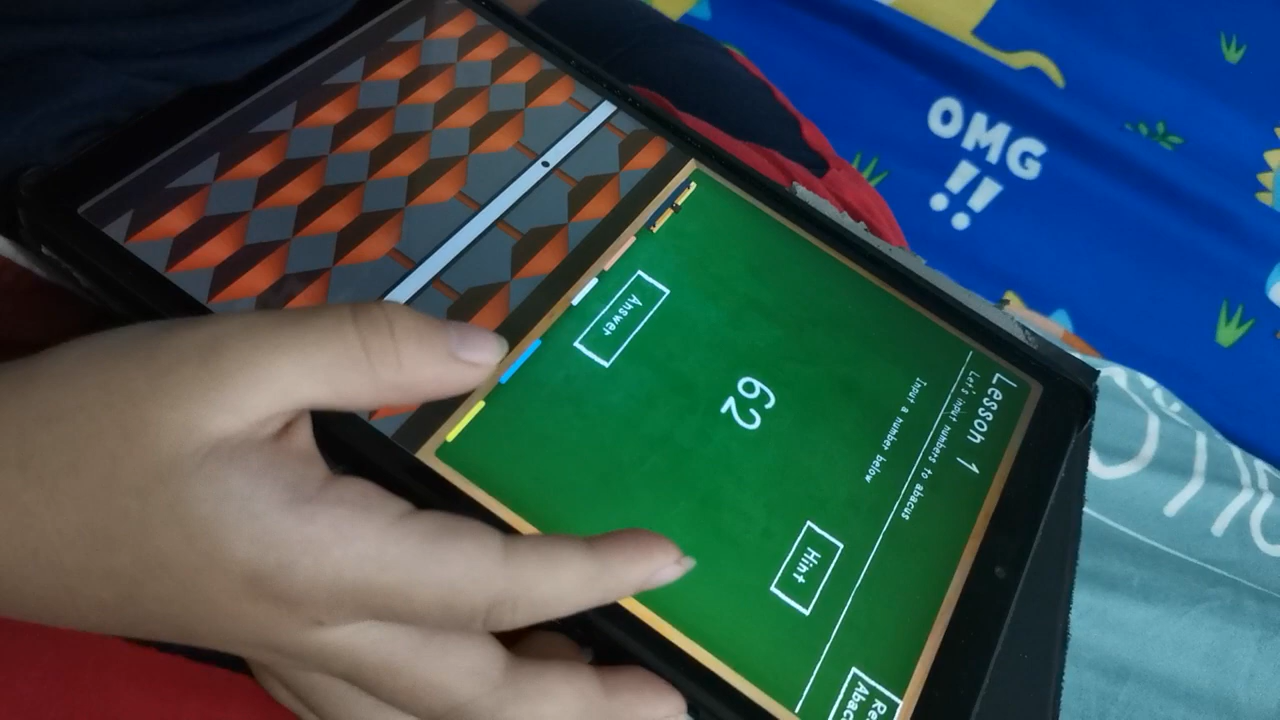 Lesson 1
Let's input numbers to abacus
Input a number below
Hint
62
Answer
OMG
!!